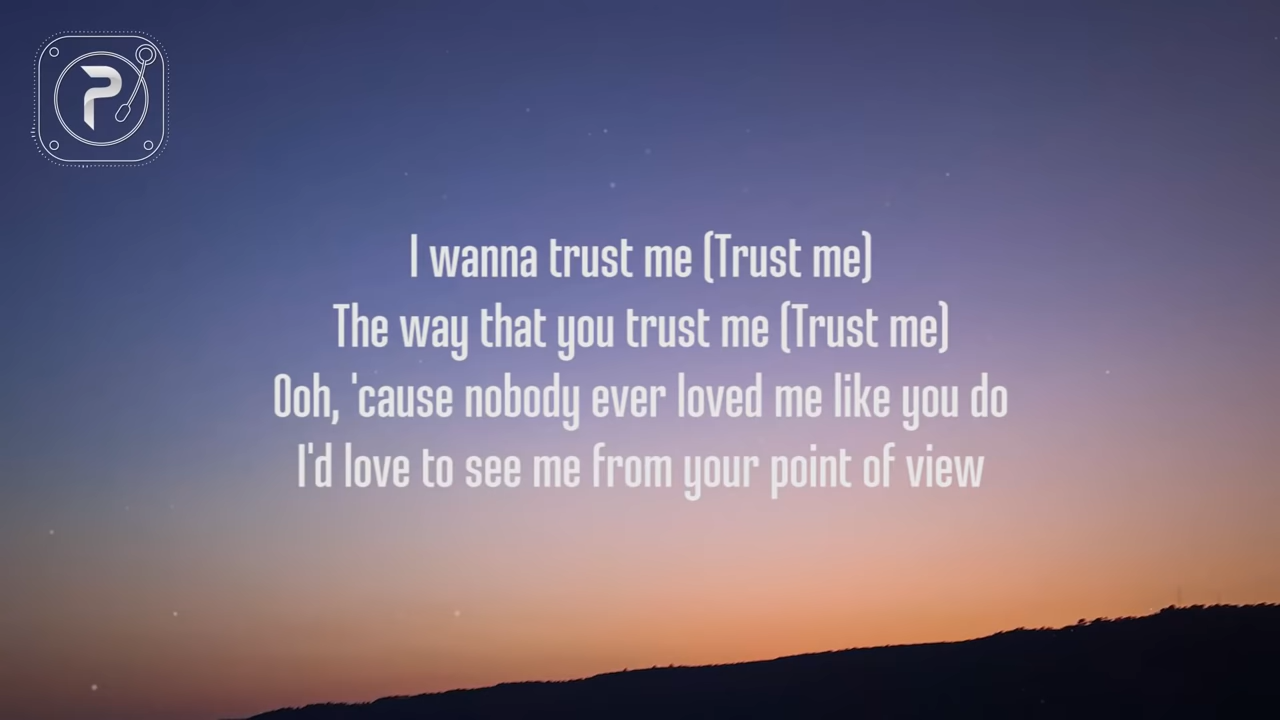 P
I wanna trust me (Trust me)
The way that you trust me (Trust me)
Ooh, 'cause nobody ever loved me like you do
I'd love to see me from your point of view